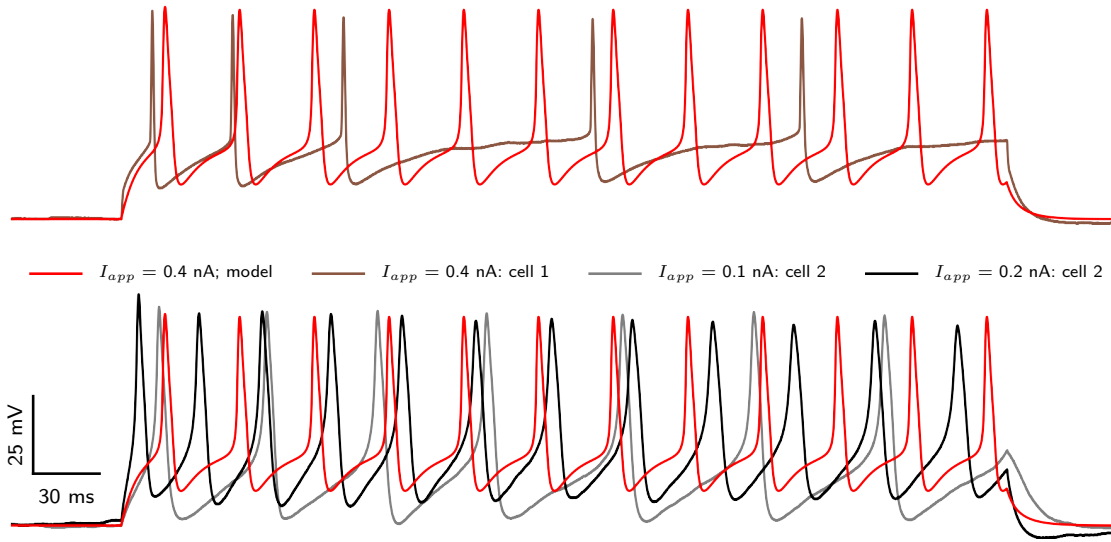 I_app = 0.4 nA; model I_app = 0.4 nA: cell 1 I_app = 0.1 nA: cell 2 I_app = 0.2 nA: cell 2
25 mV
30 ms